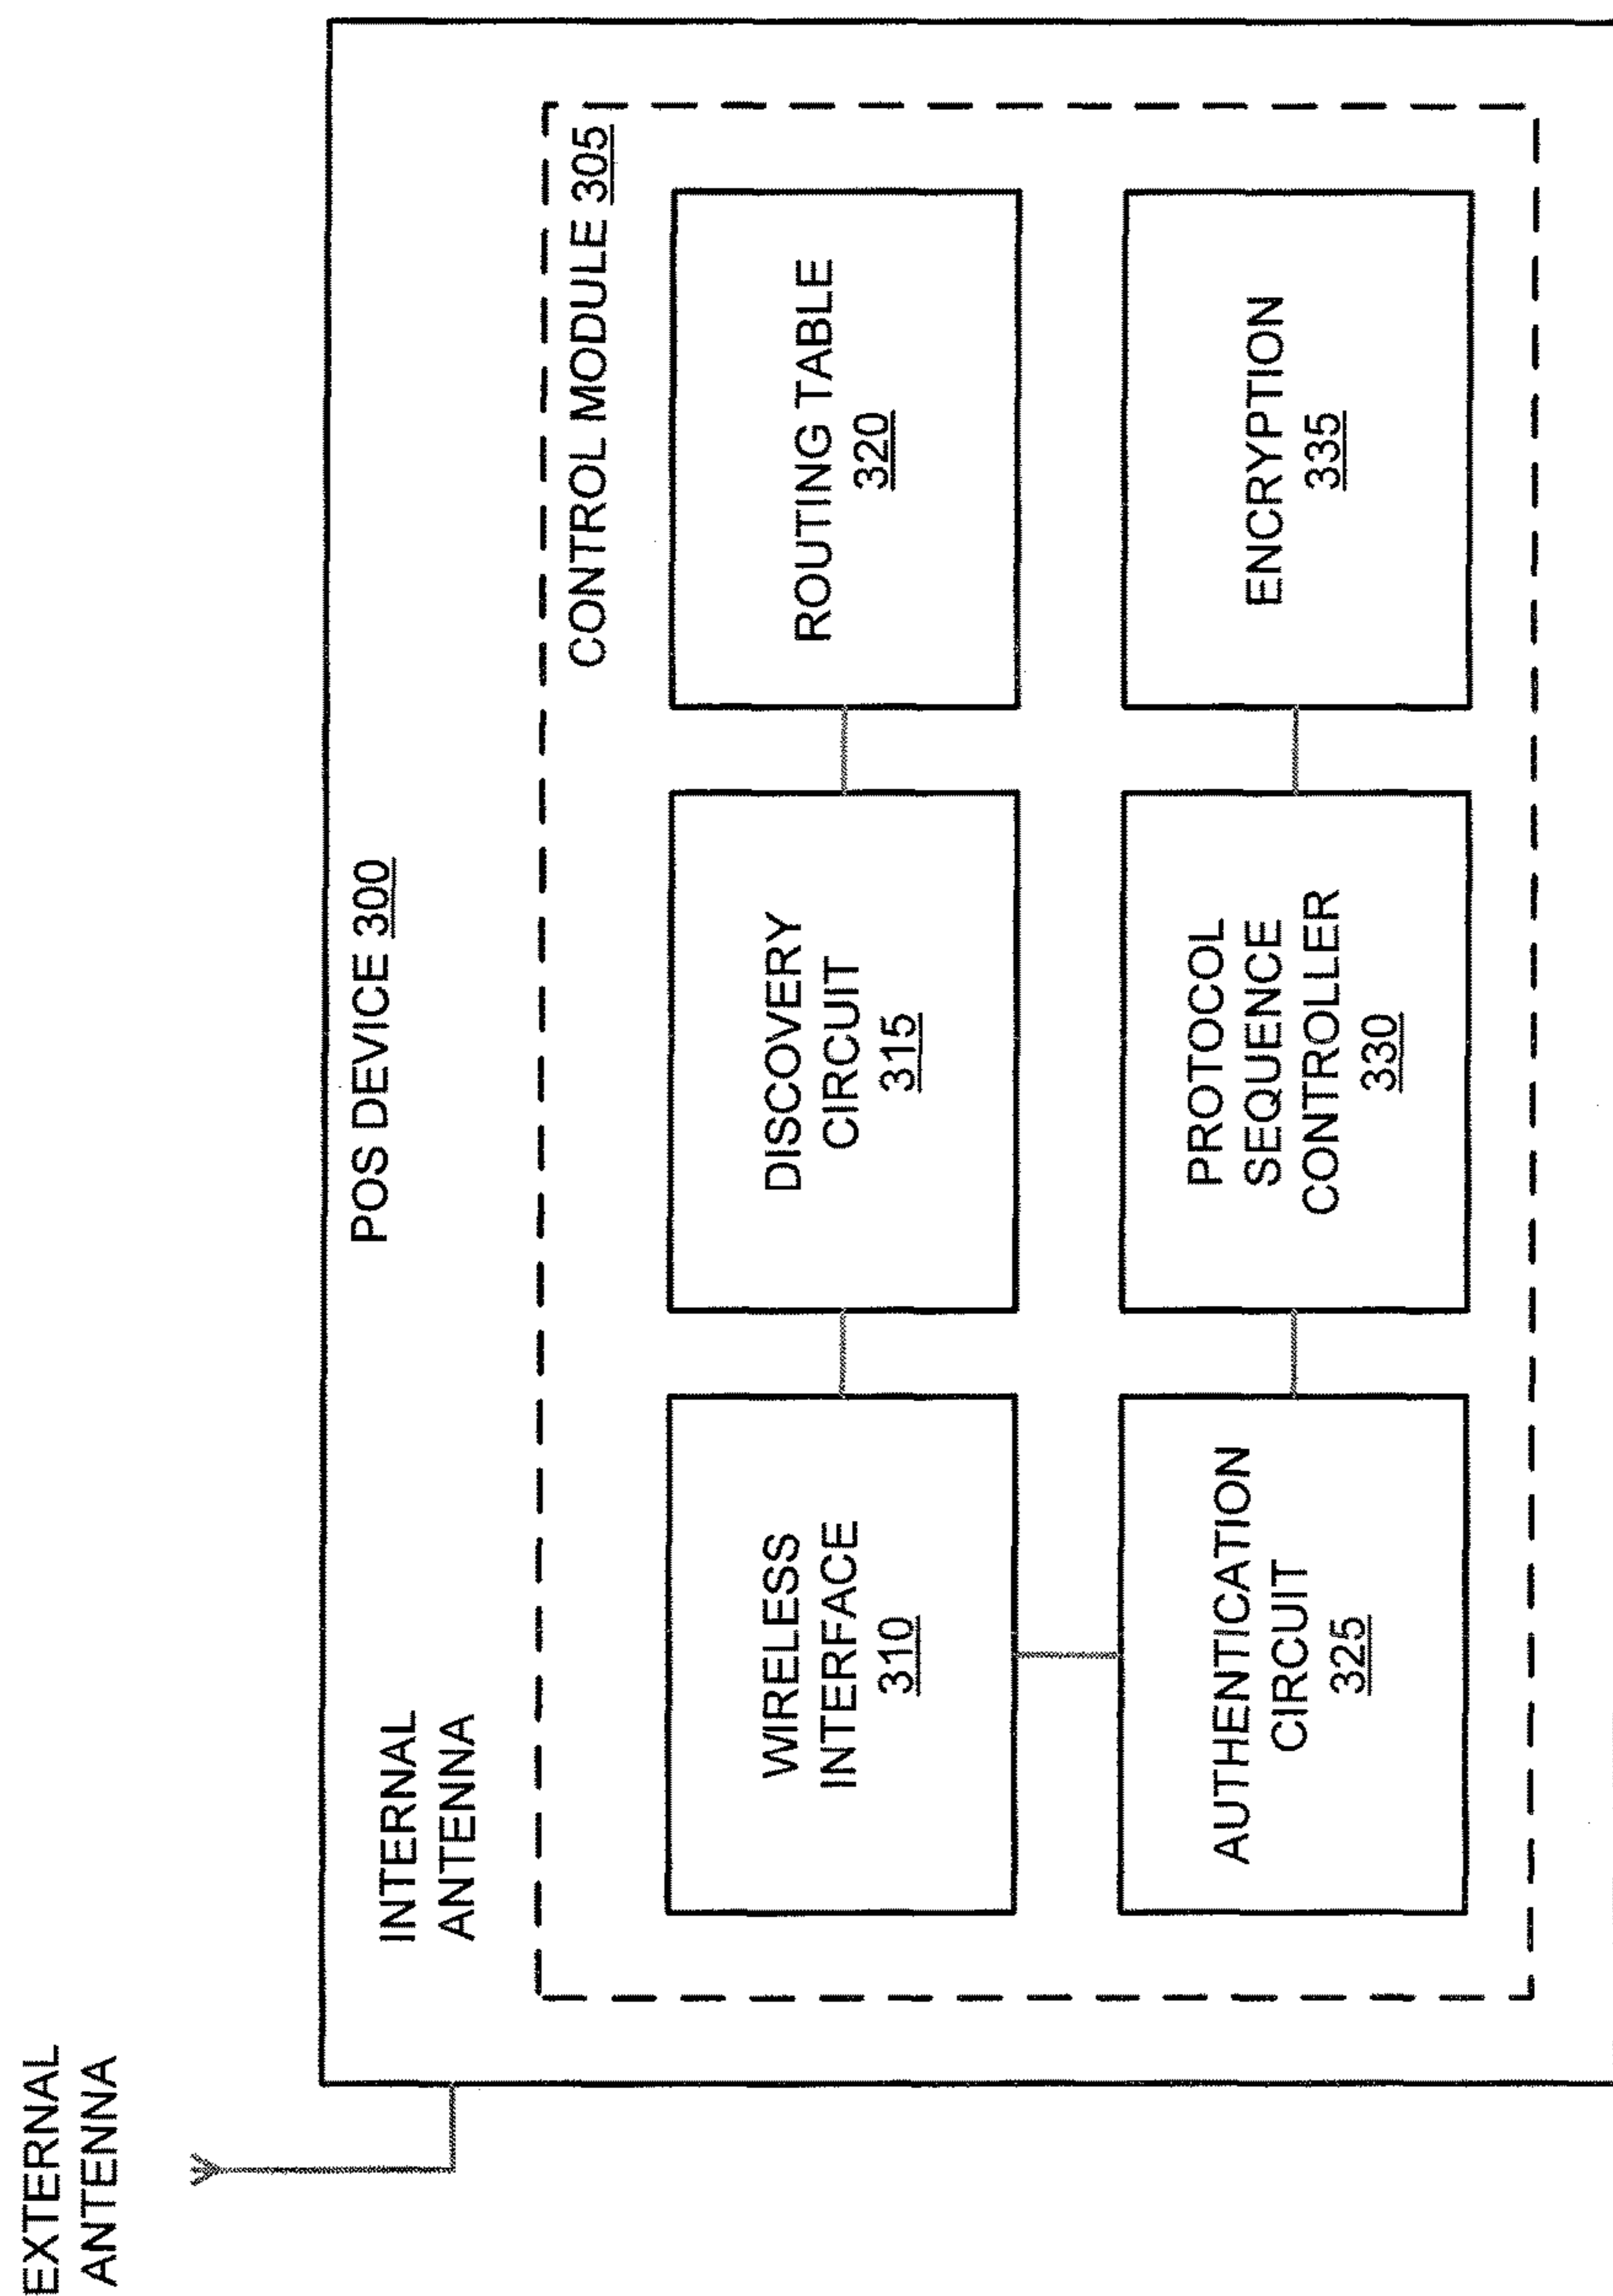 EXTERNAL
ANTENNA
INTERNAL
ANTENNA
POS DEVICE 300
CONTROL MODULE 305
WIRELESS
INTERFACE
310
DISCOVERY
CIRCUIT
315
ROUTING TABLE
320
AUTHENTICATION
CIRCUIT
325
PROTOCOL
SEQUENCE
CONTROLLER
330
ENCRYPTION
335